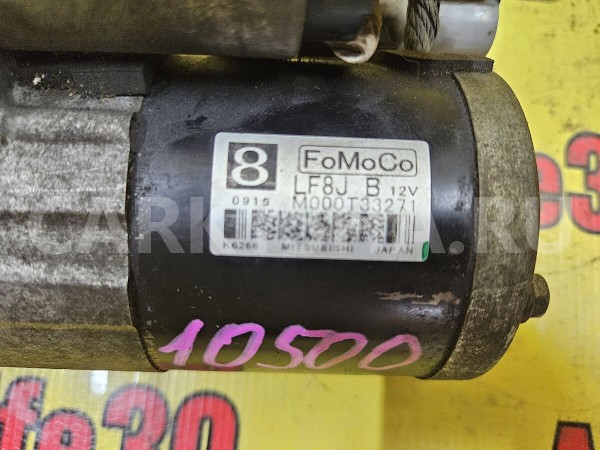 8 FoMoCo
LF8J B 12V
0915 M000T33271
K6266 MITSUBISHI JAPAN
10500